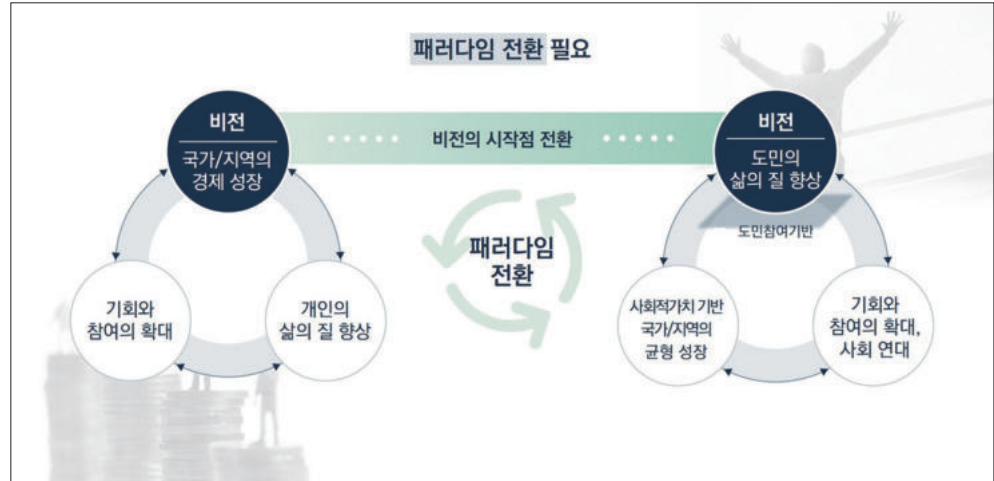 패러다임 전환 필요
비전
국가/지역의
경제 성장
비전의 시작점 전환
비전
도민의
삶의 질 향상
도민참여기반
패러다임
전환
기회와
참여의 확대
개인의
삶의 질 향상
사회적가치 기반
국가/지역의
균형 성장
기회와
참여의 확대,
사회 연대